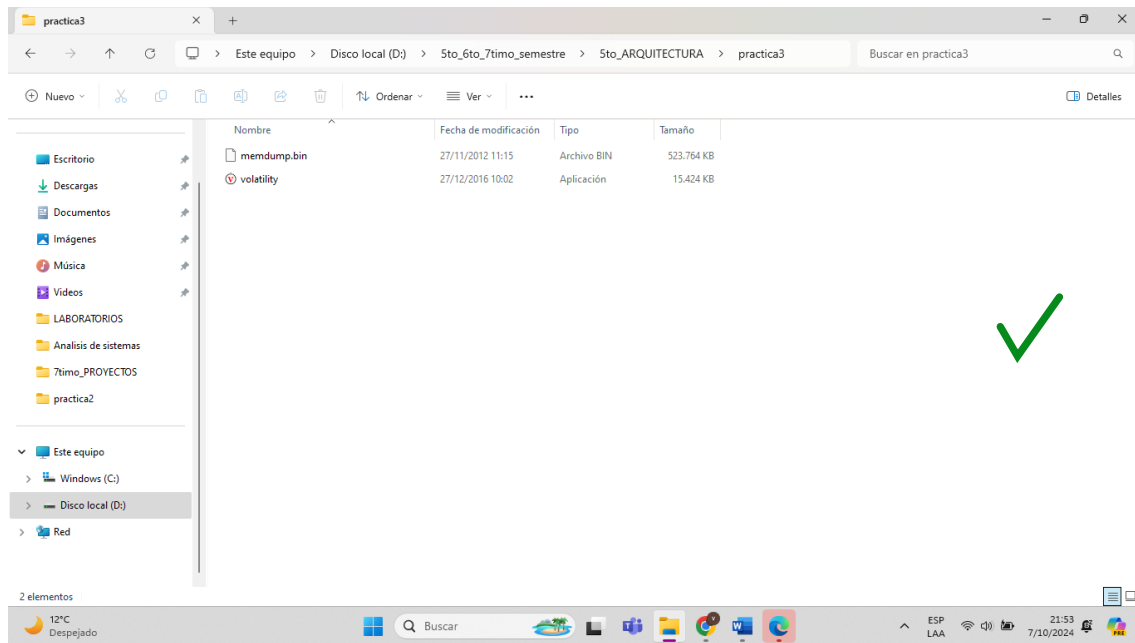 practica3
Este equipo > Disco local (D:) > 5to_6to_7timo_semestre > 5to_ARQUITECTURA > practica3
Buscar en practica3
Nuevo
Ordenar
Ver
Detalles
Nombre Fecha de modificación Tipo Tamaño
memdump.bin 27/11/2012 11:15 Archivo BIN 523.764 KB
volatility 27/12/2016 10:02 Aplicación 15.424 KB
Escritorio
Descargas
Documentos
Imágenes
Música
Videos
LABORATORIOS
Analisis de sistemas
7timo_PROYECTOS
practica2
Este equipo
Windows (C:)
Disco local (D:)
Red
2 elementos
12°C
Despejado
Buscar
ESP
LAA
21:53
7/10/2024
PRE